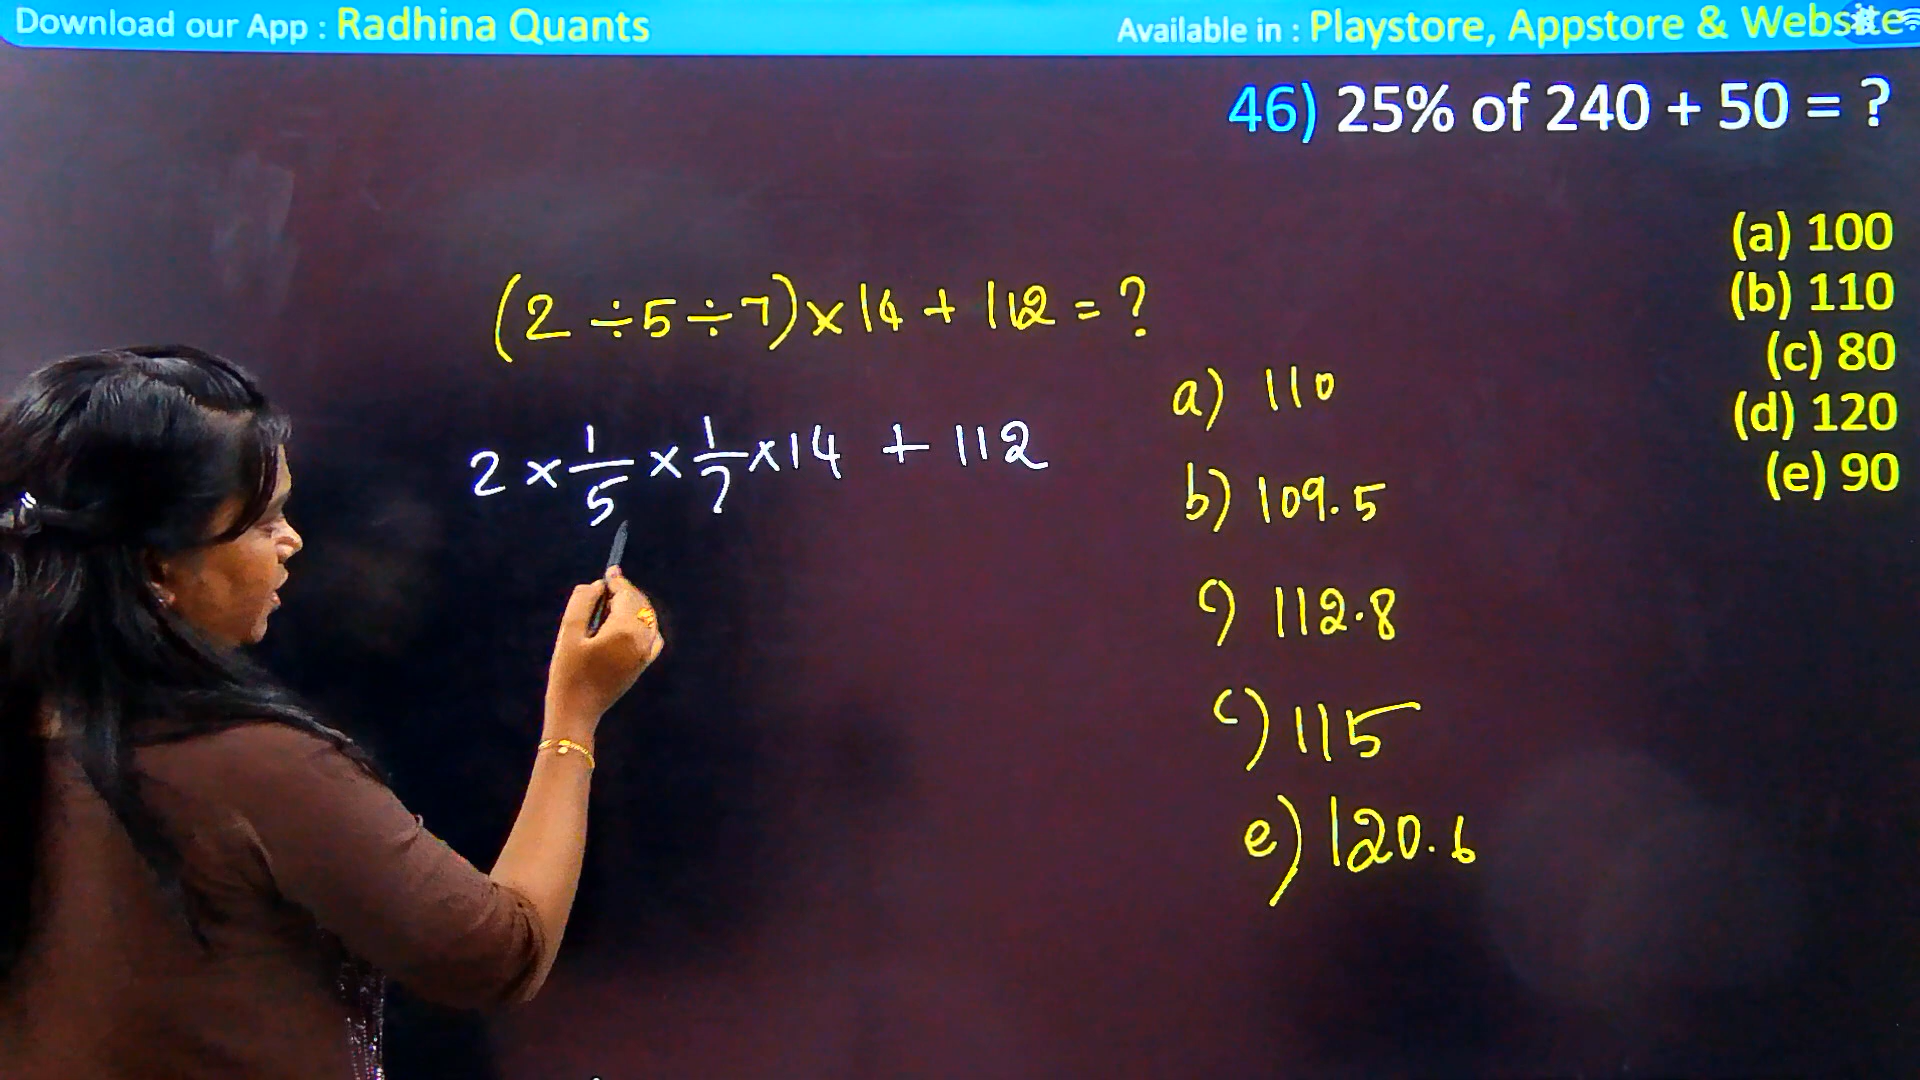 Download our App : Radhina Quants
Available in : Playstore, Appstore & Website
46) 25% of 240 + 50 = ?
(a) 100
(b) 110
(c) 80
(d) 120
(e) 90
(2 ÷ 5 ÷ 7) × 14 + 112 = ?
2 × 1/5 × 1/7 × 14 + 112
a) 110
b) 109.5
c) 112.8
c) 115
e) 120.6